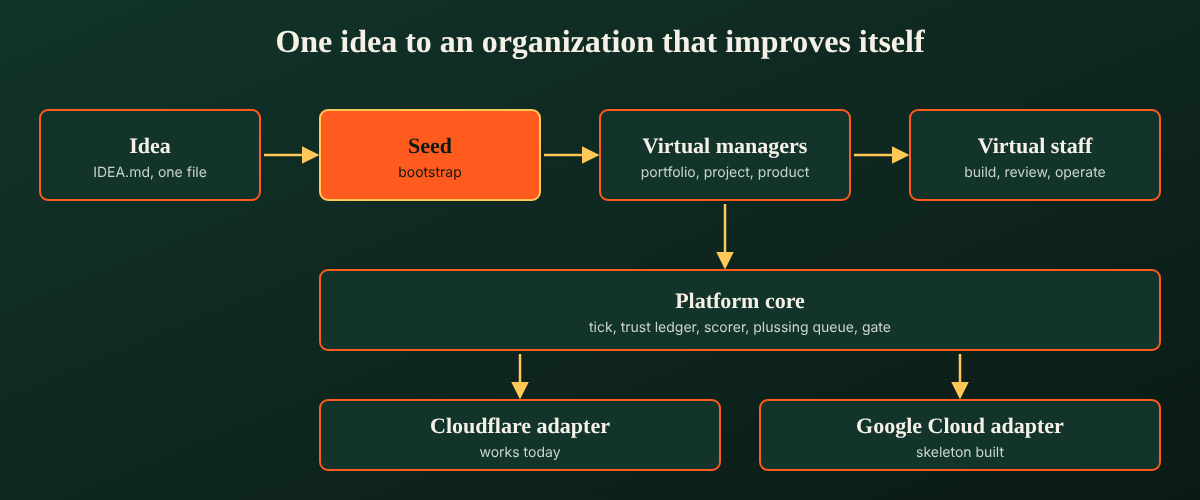 One idea to an organization that improves itself
Idea
IDEA.md, one file
Seed
bootstrap
Virtual managers
portfolio, project, product
Virtual staff
build, review, operate
Platform core
tick, trust ledger, scorer, plussing queue, gate
Cloudflare adapter
works today
Google Cloud adapter
skeleton built